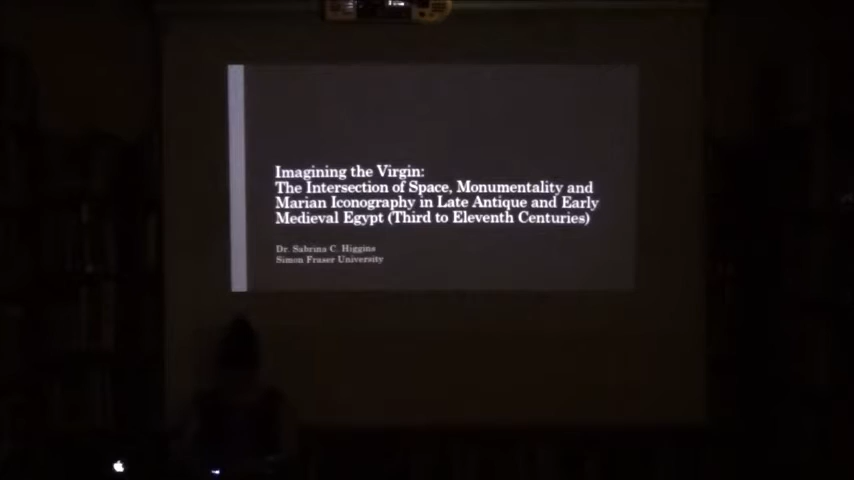 Imagining the Virgin:
The Intersection of Space, Monumentality and
Marian Iconography in Late Antique and Early
Medieval Egypt (Third to Eleventh Centuries)
Dr. Sabrina C. Higgins
Simon Fraser University